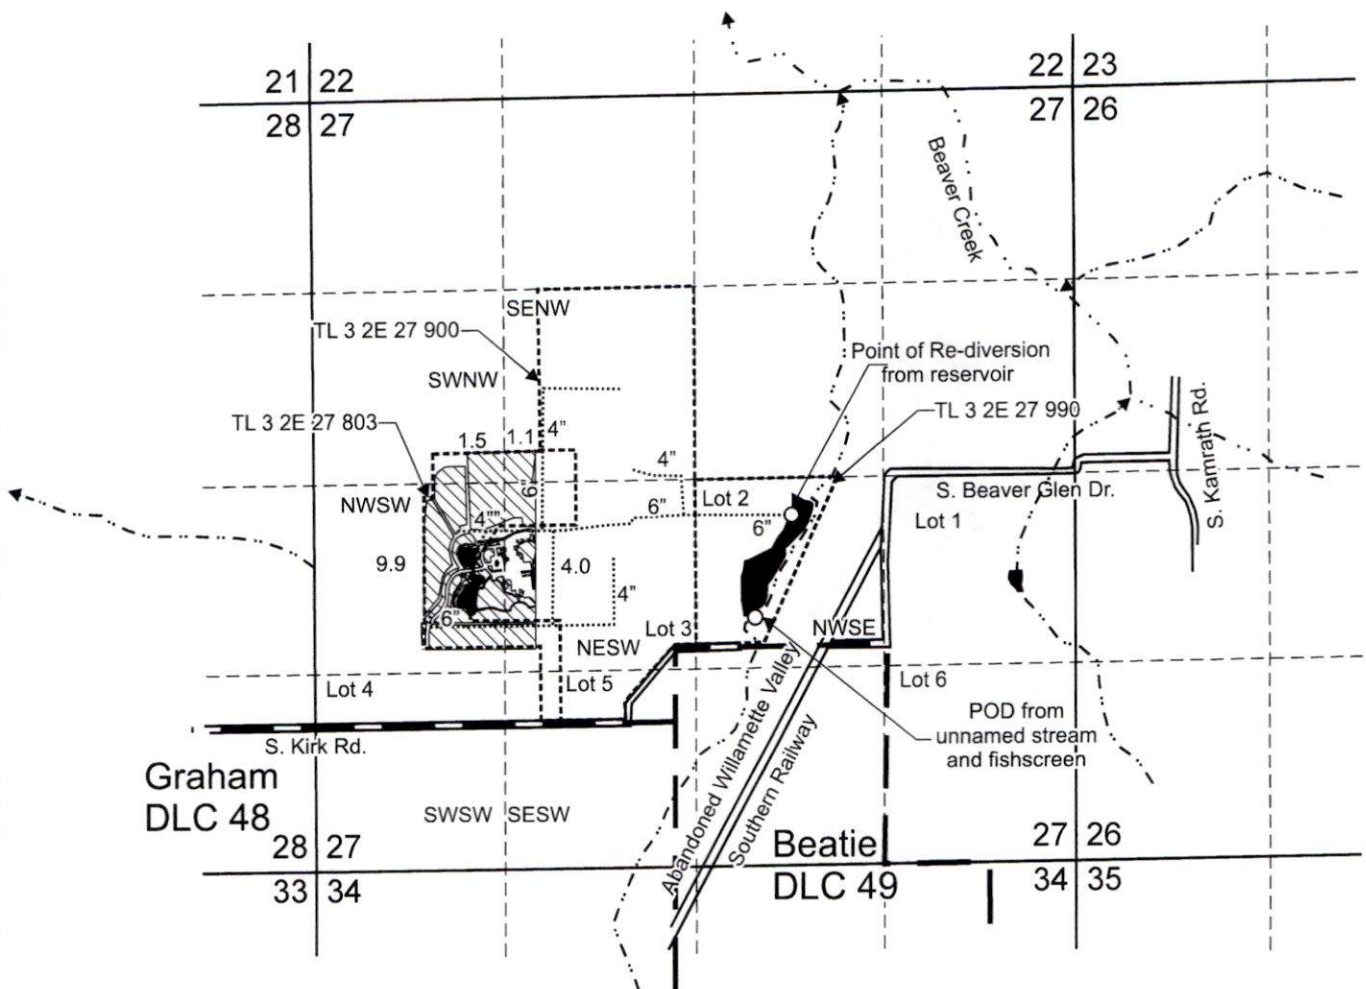 21 22
28 27
22 23
27 26
Beaver Creek
SENW
TL 3 2E 27 900
SWNW
TL 3 2E 27 803
Point of Re-diversion
from reservoir
TL 3 2E 27 990
S. Kamrath Rd.
1.5
1.1
4"
4"
6"
NWSW
4""
6"
Lot 2
6"
S. Beaver Glen Dr.
Lot 1
9.9
4.0
4"
6"
Lot 3
NWSE
NESW
Lot 4
Lot 5
Lot 6
POD from
unnamed stream
and fishscreen
S. Kirk Rd.
Abandoned Willamette Valley
Southern Railway
Graham
DLC 48
SWSW
SESW
Beatie
DLC 49
28 27
33 34
27 26
34 35